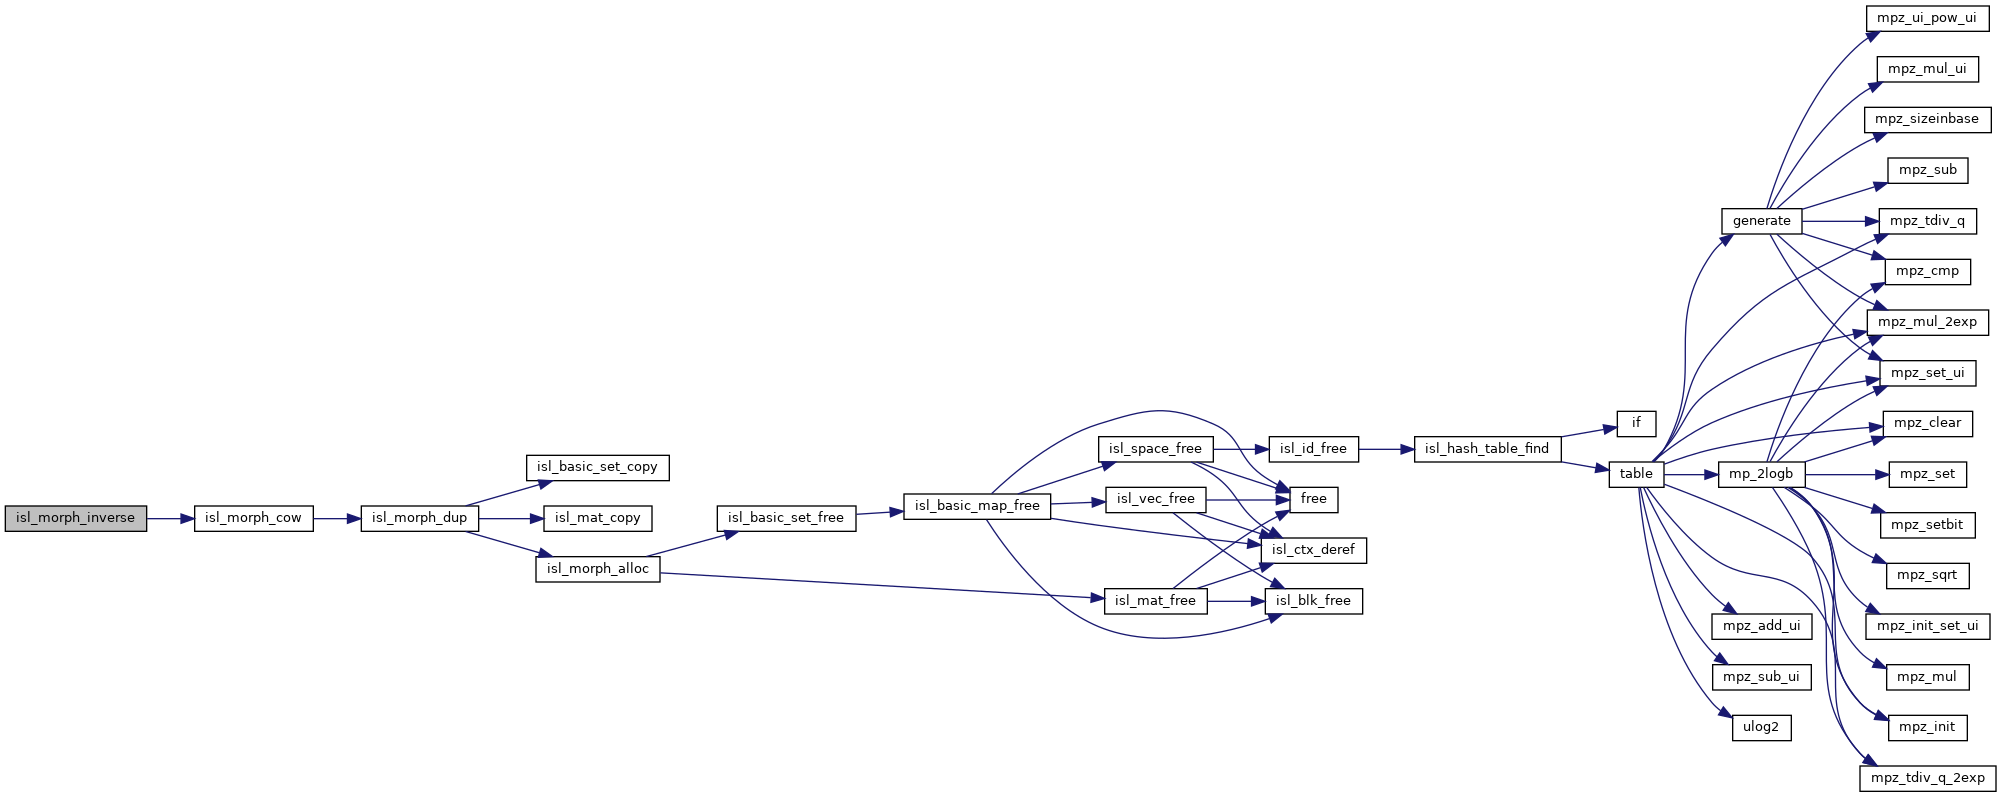 isl_morph_inverse
isl_morph_cow
isl_morph_dup
isl_basic_set_copy
isl_mat_copy
isl_morph_alloc
isl_basic_set_free
isl_basic_map_free
isl_space_free
isl_vec_free
isl_mat_free
isl_id_free
free
isl_ctx_deref
isl_blk_free
isl_hash_table_find
if
table
generate
mp_2logb
mpz_add_ui
mpz_sub_ui
ulog2
mpz_ui_pow_ui
mpz_mul_ui
mpz_sizeinbase
mpz_sub
mpz_tdiv_q
mpz_cmp
mpz_mul_2exp
mpz_set_ui
mpz_clear
mpz_set
mpz_setbit
mpz_sqrt
mpz_init_set_ui
mpz_mul
mpz_init
mpz_tdiv_q_2exp